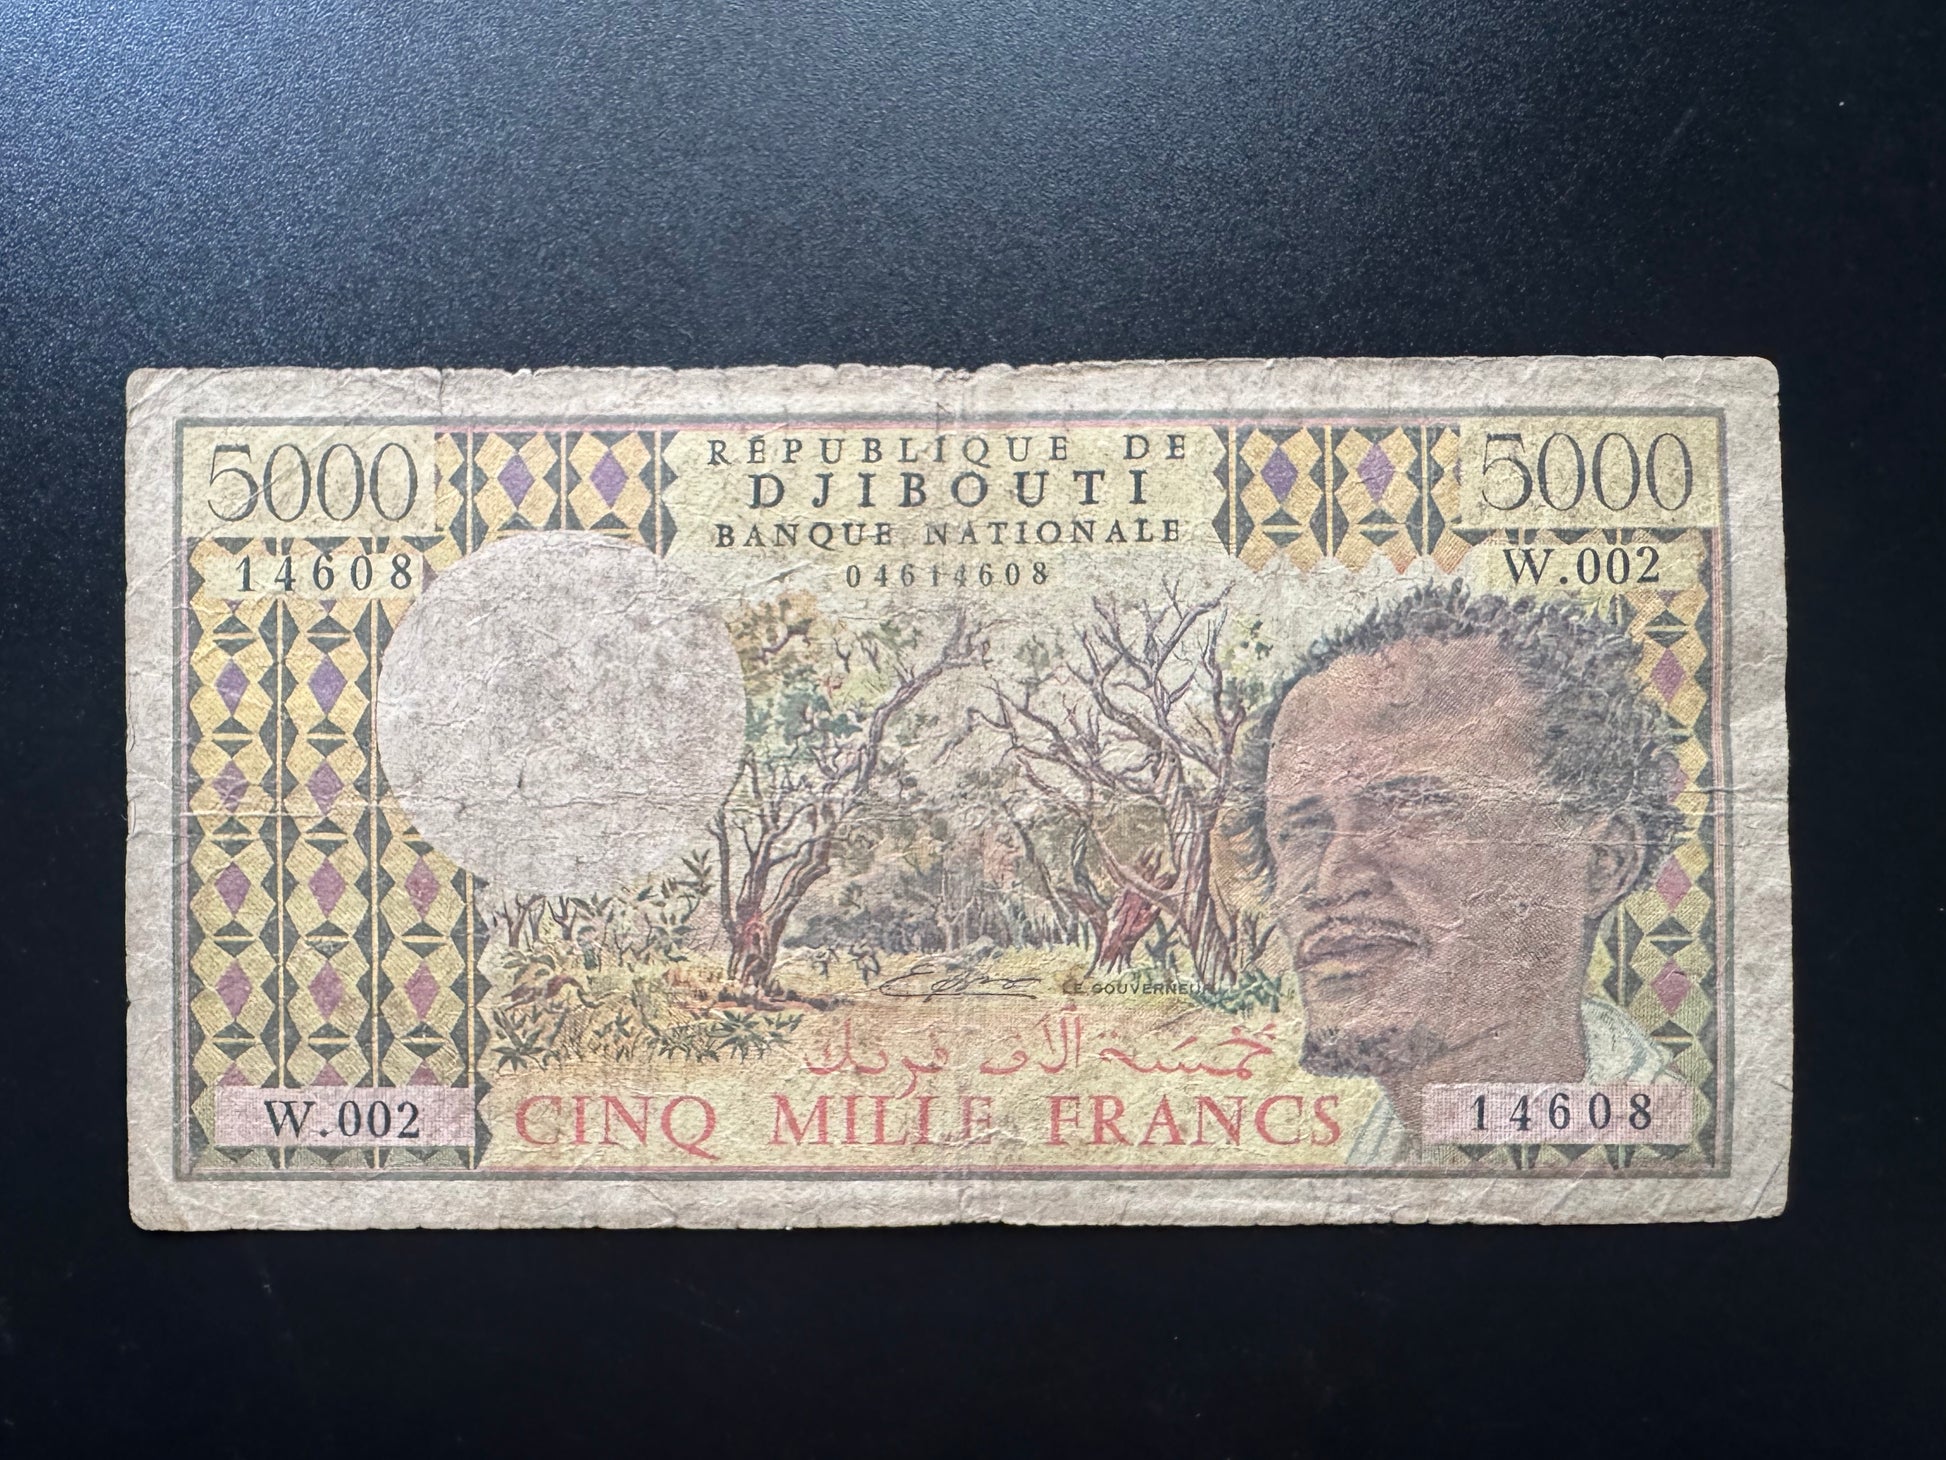 5000
RÉPUBLIQUE DE
DJIBOUTI
BANQUE NATIONALE
04614608
5000
14608
W.002
LE GOUVERNEUR
خمسة آلاف فرنك
CINQ MILLE FRANCS
W.002
14608